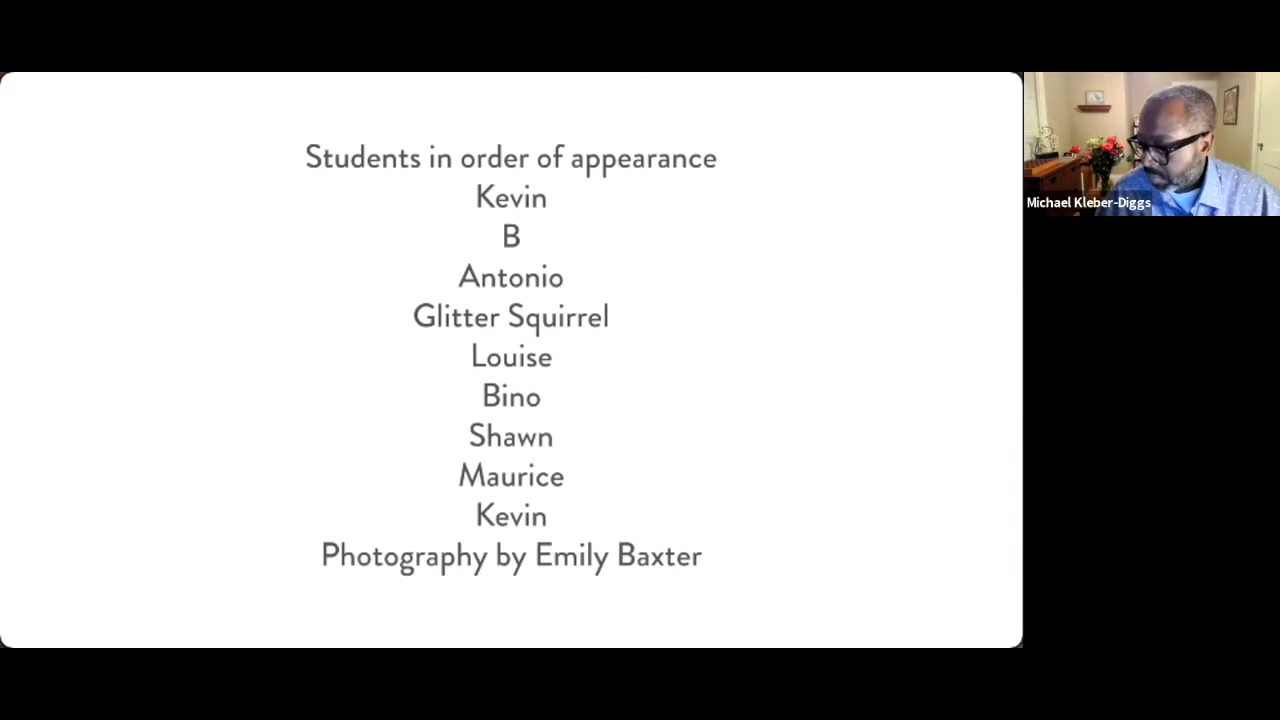 Students in order of appearance
Kevin
B
Antonio
Glitter Squirrel
Louise
Bino
Shawn
Maurice
Kevin
Photography by Emily Baxter
Michael Kleber-Diggs